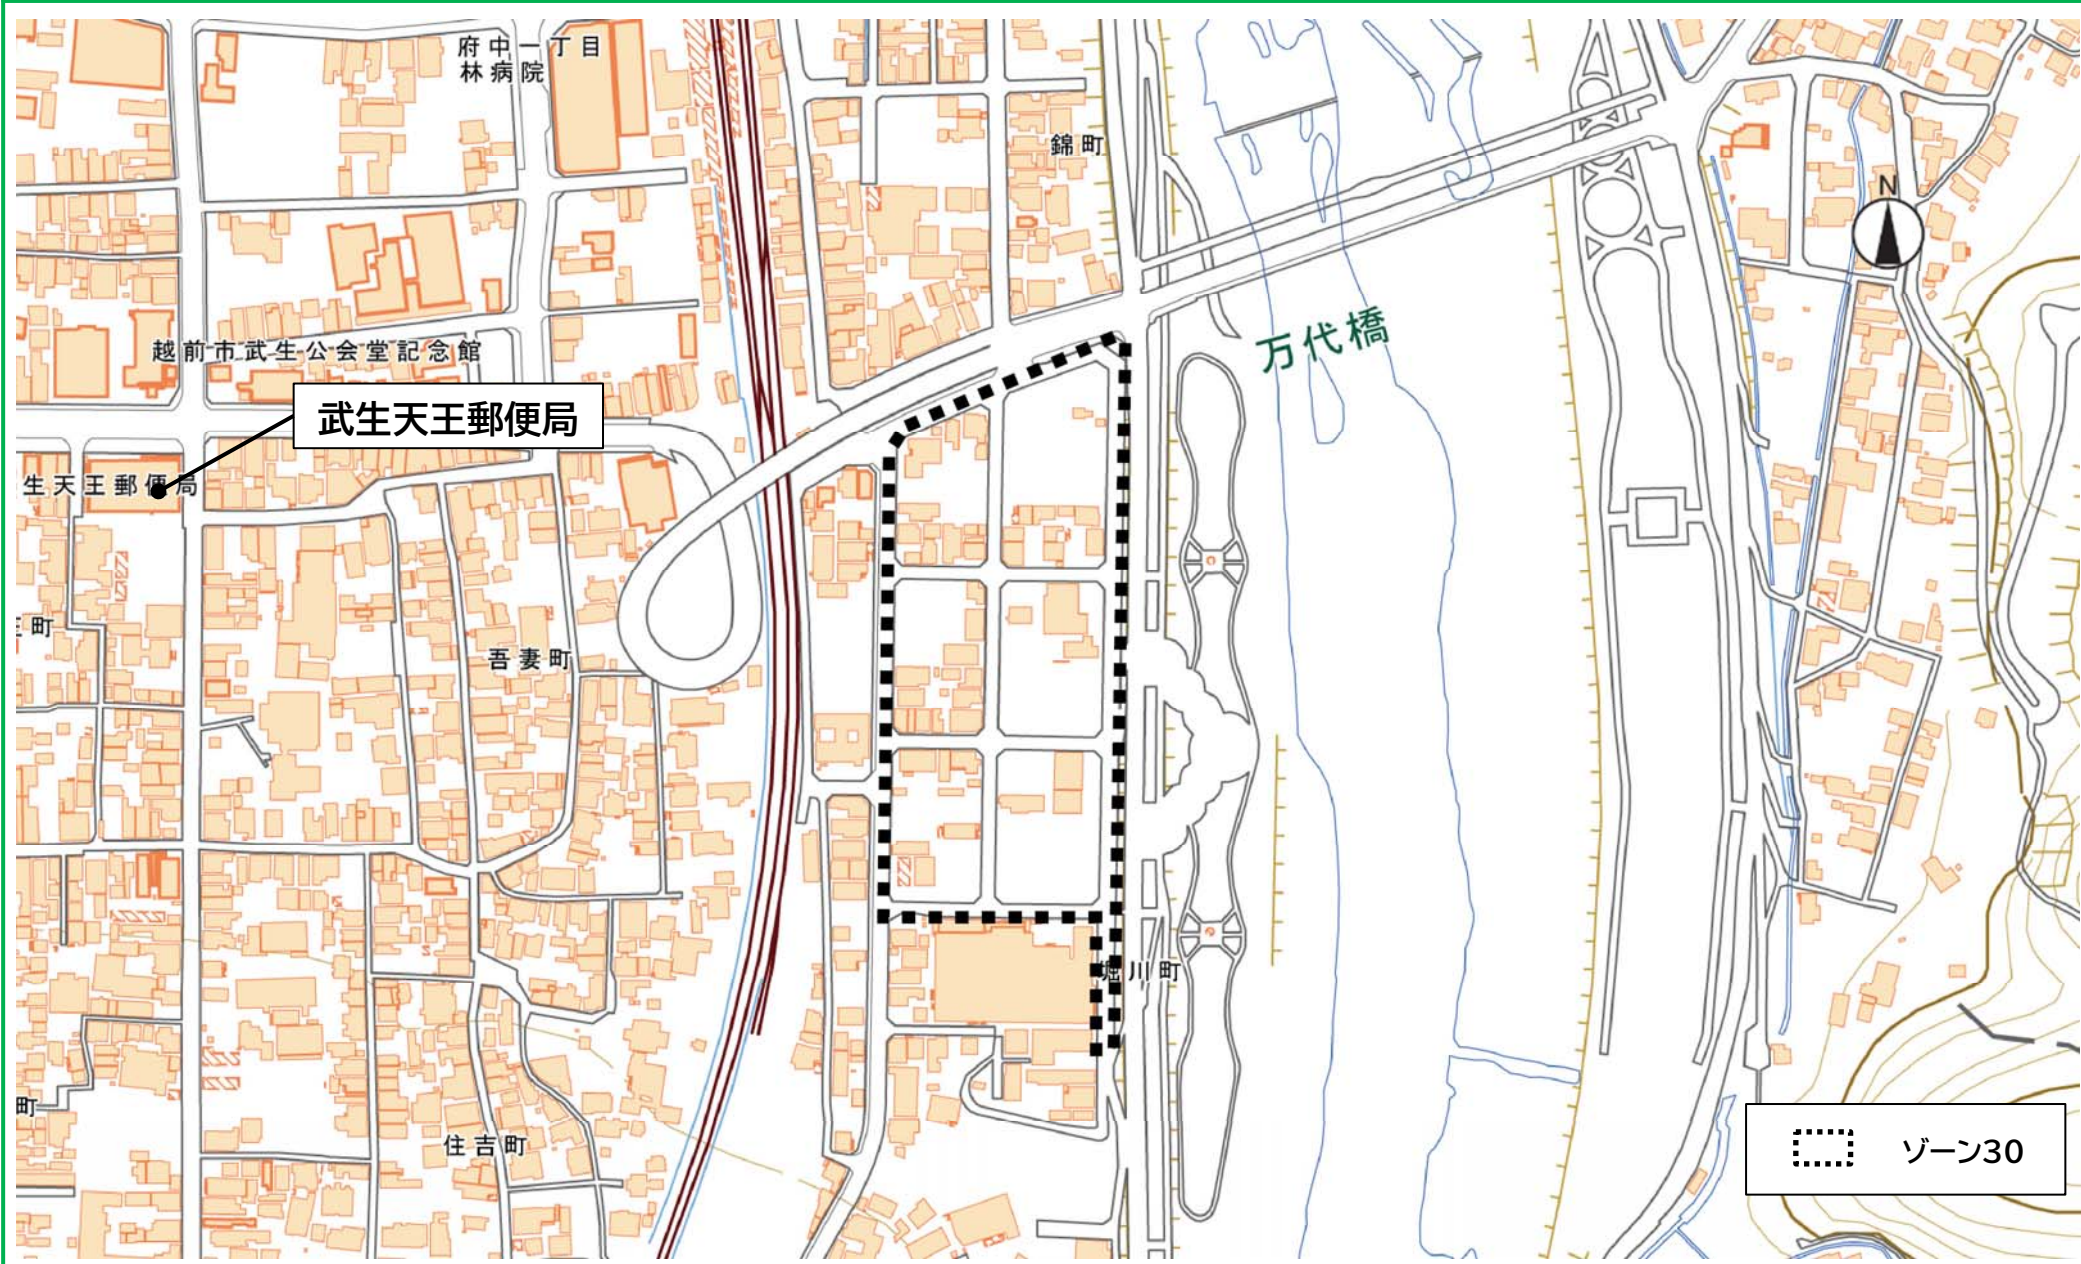 府中一丁目
林病院
錦町
N
万代橋
越前市武生公会堂記念館
武生天王郵便局
生天王郵便局
町
吾妻町
堀川町
町
住吉町
ゾーン30